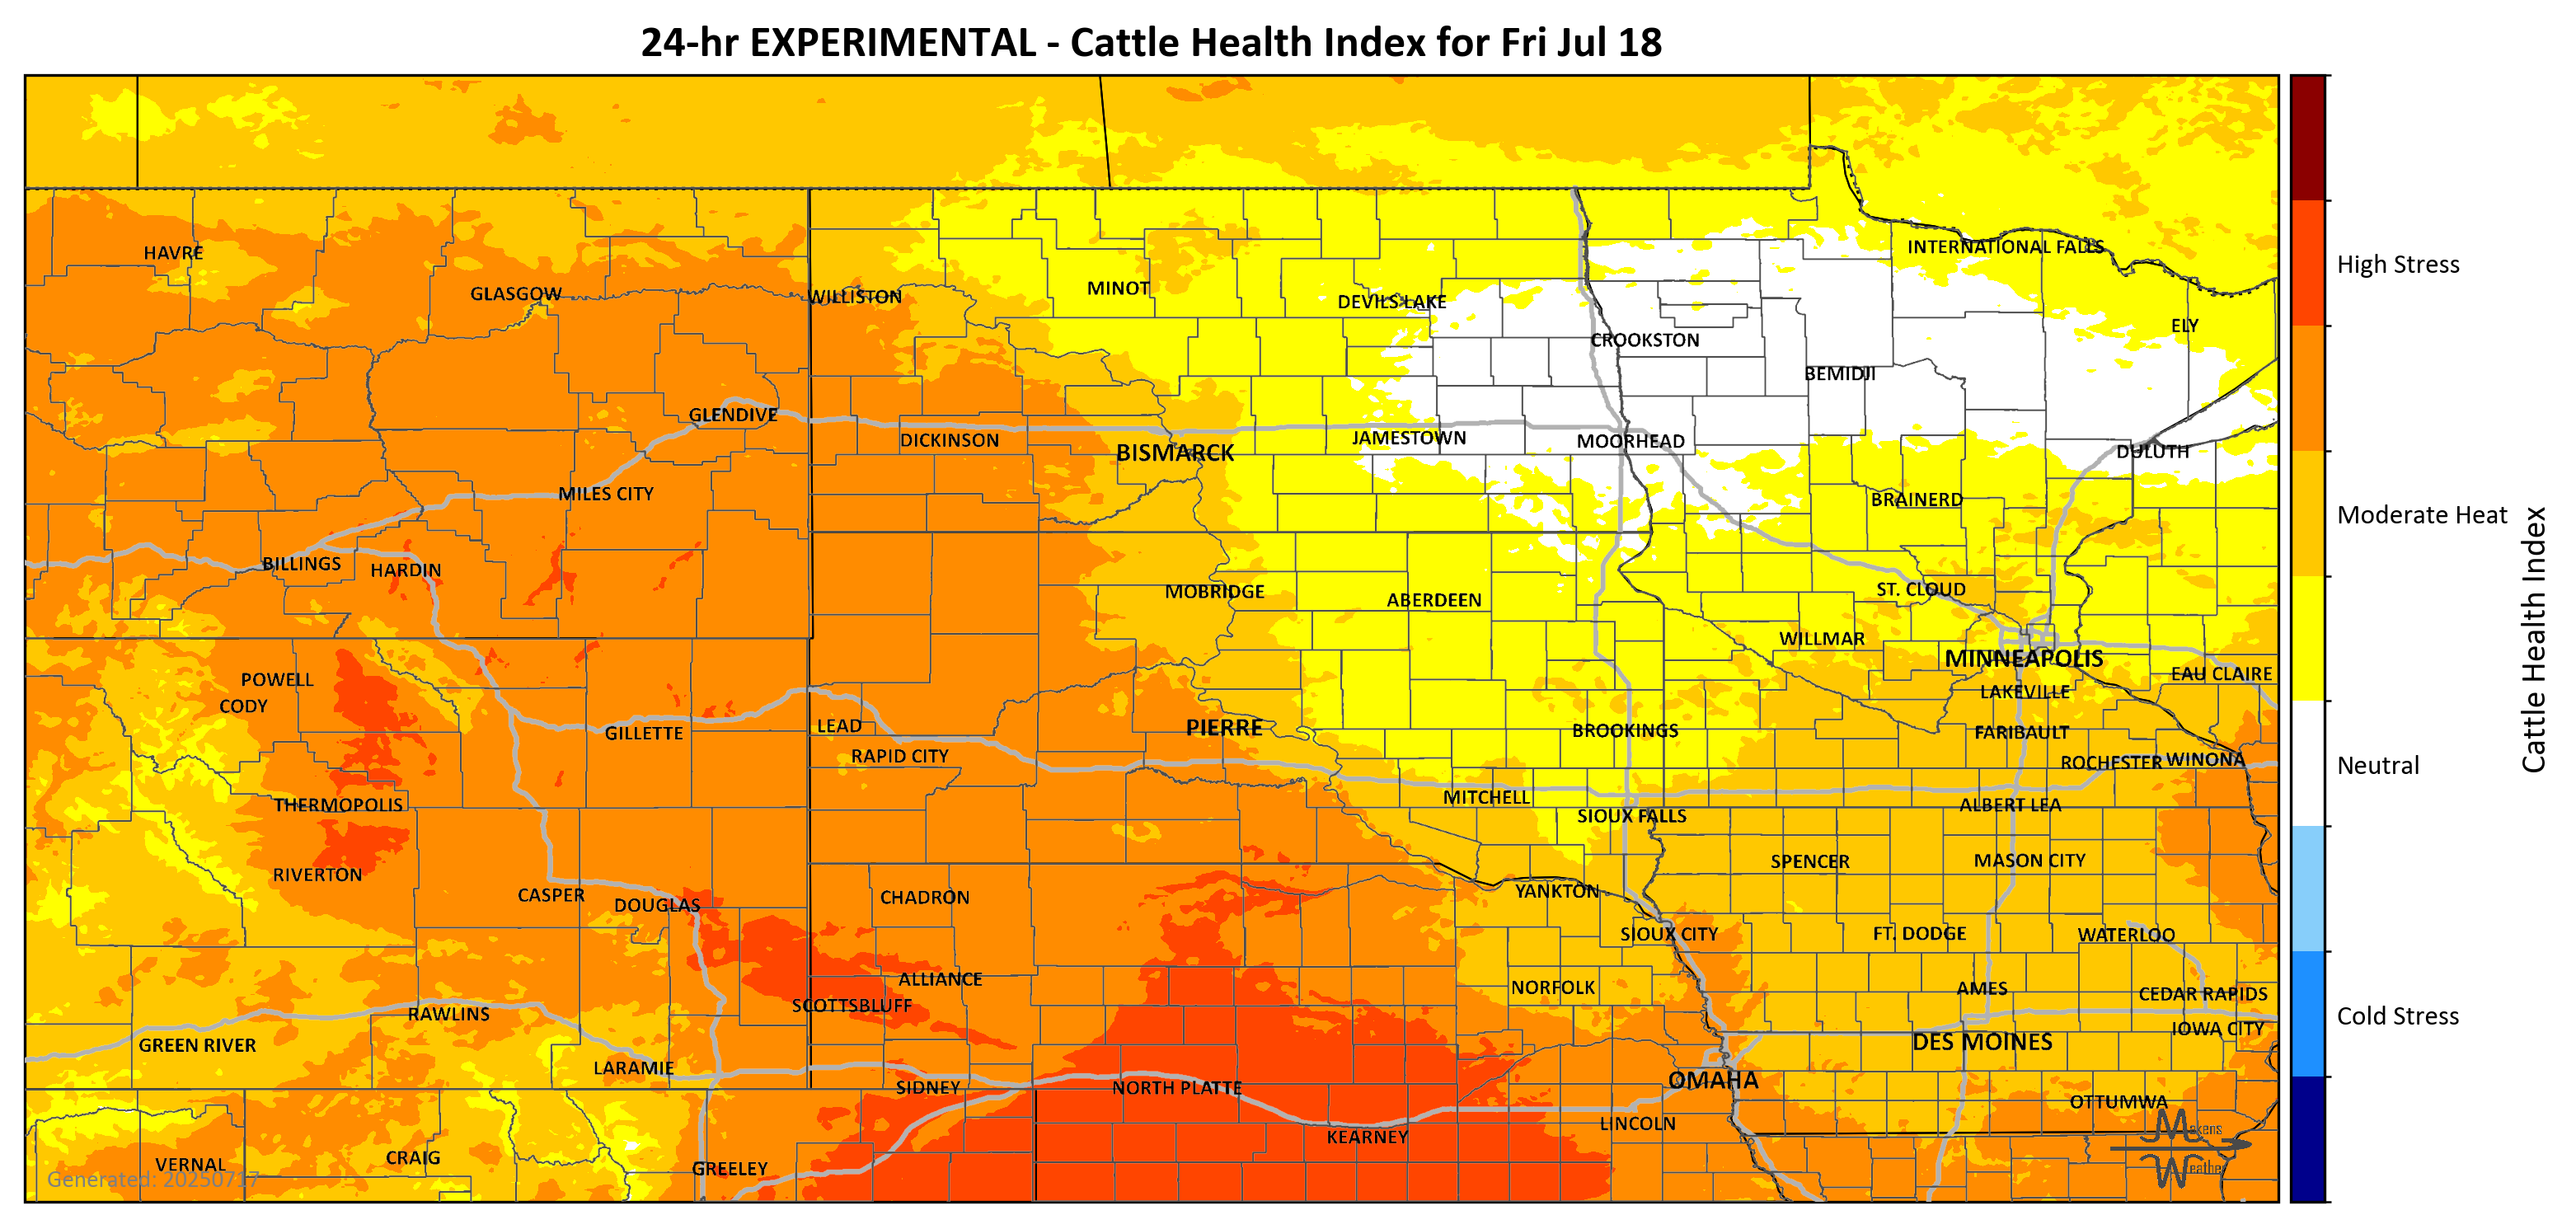 24-hr EXPERIMENTAL - Cattle Health Index for Fri Jul 18
HAVRE
GLASGOW
WILLISTON
MINOT
DEVILS LAKE
INTERNATIONAL FALLS
CROOKSTON
ELY
BEMIDJI
GLENDIVE
DICKINSON
BISMARCK
JAMESTOWN
MOORHEAD
DULUTH
MILES CITY
BRAINERD
BILLINGS
HARDIN
MOBRIDGE
ABERDEEN
ST. CLOUD
WILLMAR
MINNEAPOLIS
EAU CLAIRE
POWELL
CODY
LAKEVILLE
GILLETTE
LEAD
PIERRE
BROOKINGS
FARIBAULT
RAPID CITY
ROCHESTER
WINONA
THERMOPOLIS
MITCHELL
SIOUX FALLS
ALBERT LEA
RIVERTON
SPENCER
MASON CITY
CASPER
DOUGLAS
CHADRON
YANKTON
SIOUX CITY
FT. DODGE
WATERLOO
ALLIANCE
NORFOLK
AMES
CEDAR RAPIDS
SCOTTSBLUFF
RAWLINS
IOWA CITY
GREEN RIVER
DES MOINES
LARAMIE
SIDNEY
NORTH PLATTE
OMAHA
OTTUMWA
LINCOLN
KEARNEY
VERNAL
CRAIG
GREELEY
Generated: 20250717
Makens
Weather
High Stress
Moderate Heat
Neutral
Cold Stress
Cattle Health Index